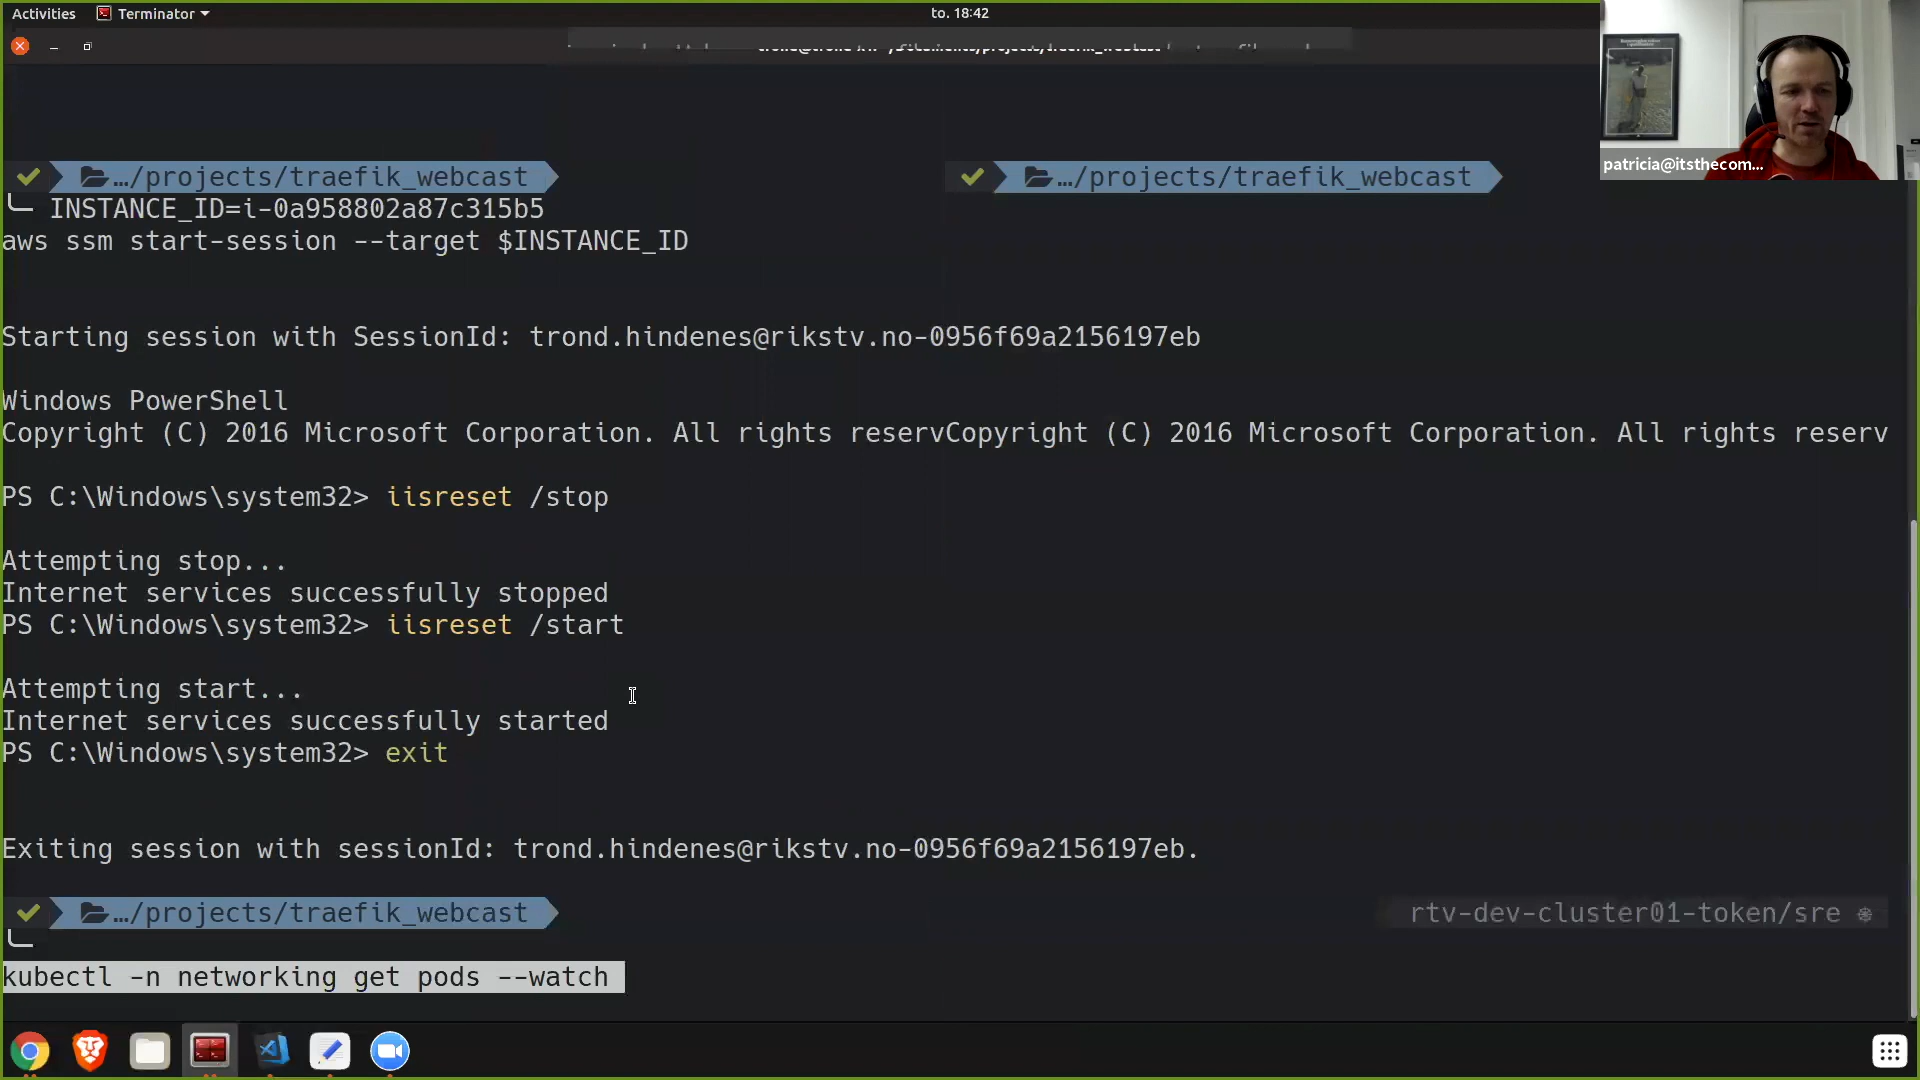 Activities Terminator to. 18:42
patricia@itsthecom...
…/projects/traefik_webcast …/projects/traefik_webcast
INSTANCE_ID=i-0a958802a87c315b5
aws ssm start-session --target $INSTANCE_ID
Starting session with SessionId: trond.hindenes@rikstv.no-0956f69a2156197eb
Windows PowerShell
Copyright (C) 2016 Microsoft Corporation. All rights reservCopyright (C) 2016 Microsoft Corporation. All rights reserv
PS C:\Windows\system32> iisreset /stop
Attempting stop...
Internet services successfully stopped
PS C:\Windows\system32> iisreset /start
Attempting start...
Internet services successfully started
PS C:\Windows\system32> exit
Exiting session with sessionId: trond.hindenes@rikstv.no-0956f69a2156197eb.
…/projects/traefik_webcast rtv-dev-cluster01-token/sre
kubectl -n networking get pods --watch